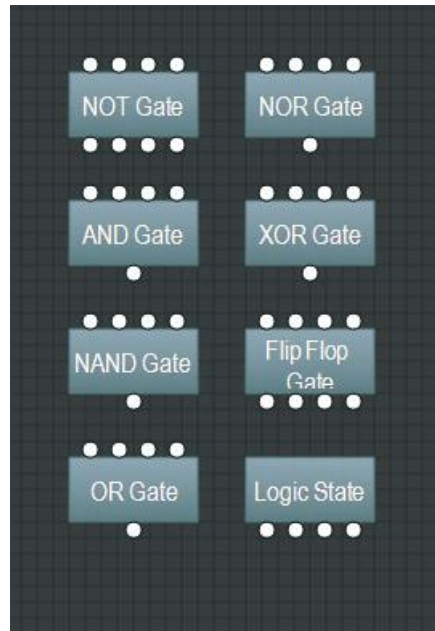 NOT Gate
NOR Gate
AND Gate
XOR Gate
NAND Gate
Flip Flop
Gate
OR Gate
Logic State